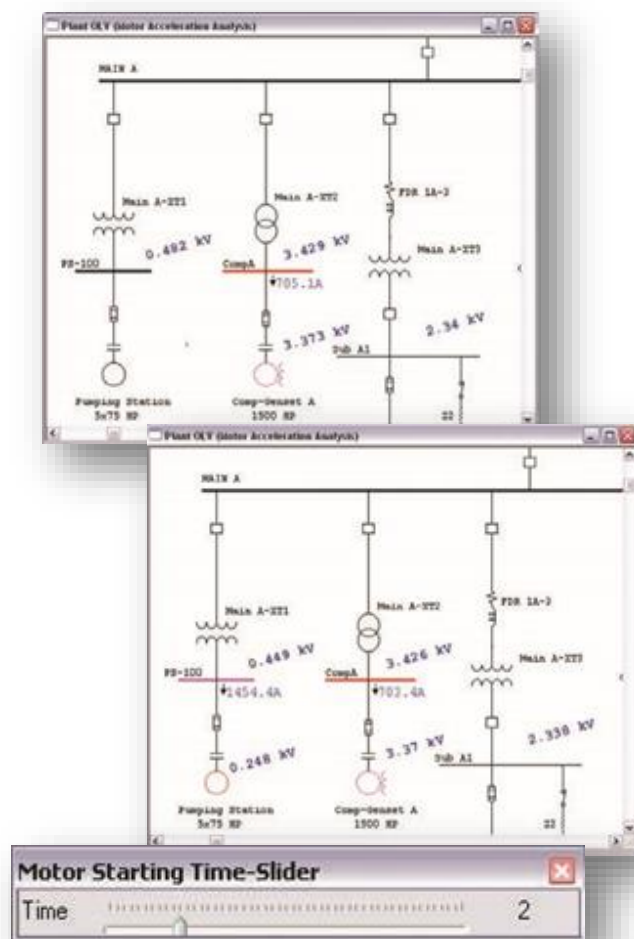 Plant OLV (Motor Acceleration Analysis)
MAIN A
Main A-XT1
Main A-XT2
FDR 1A-3
Main A-XT3
0.482 kV
3.429 kV
PS-100
CompA
705.1A
3.373 kV
2.34 kV
Sub A1
Pumping Station
5x75 HP
Comp-Genset A
1500 HP
22
Plant OLV (Motor Acceleration Analysis)
MAIN A
Main A-XT1
Main A-XT2
FDR 1A-3
Main A-XT3
0.449 kV
3.426 kV
PS-100
CompA
1454.4A
703.4A
0.248 kV
3.37 kV
2.338 kV
Sub A1
Pumping Station
5x75 HP
Comp-Genset A
1500 HP
22
Motor Starting Time-Slider
Time 2